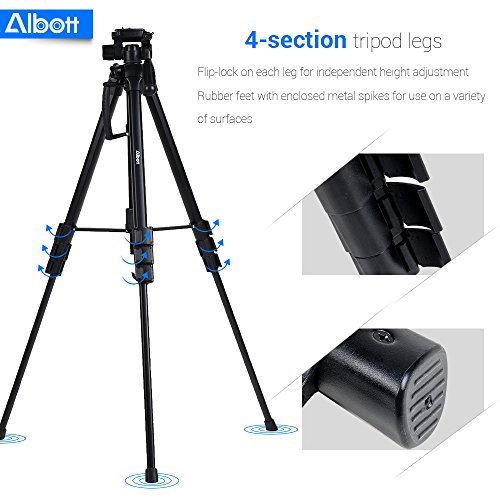 Albott
4-section tripod legs
Flip-lock on each leg for independent height adjustment
Rubber feet with enclosed metal spikes for use on a variety
of surfaces
Albott